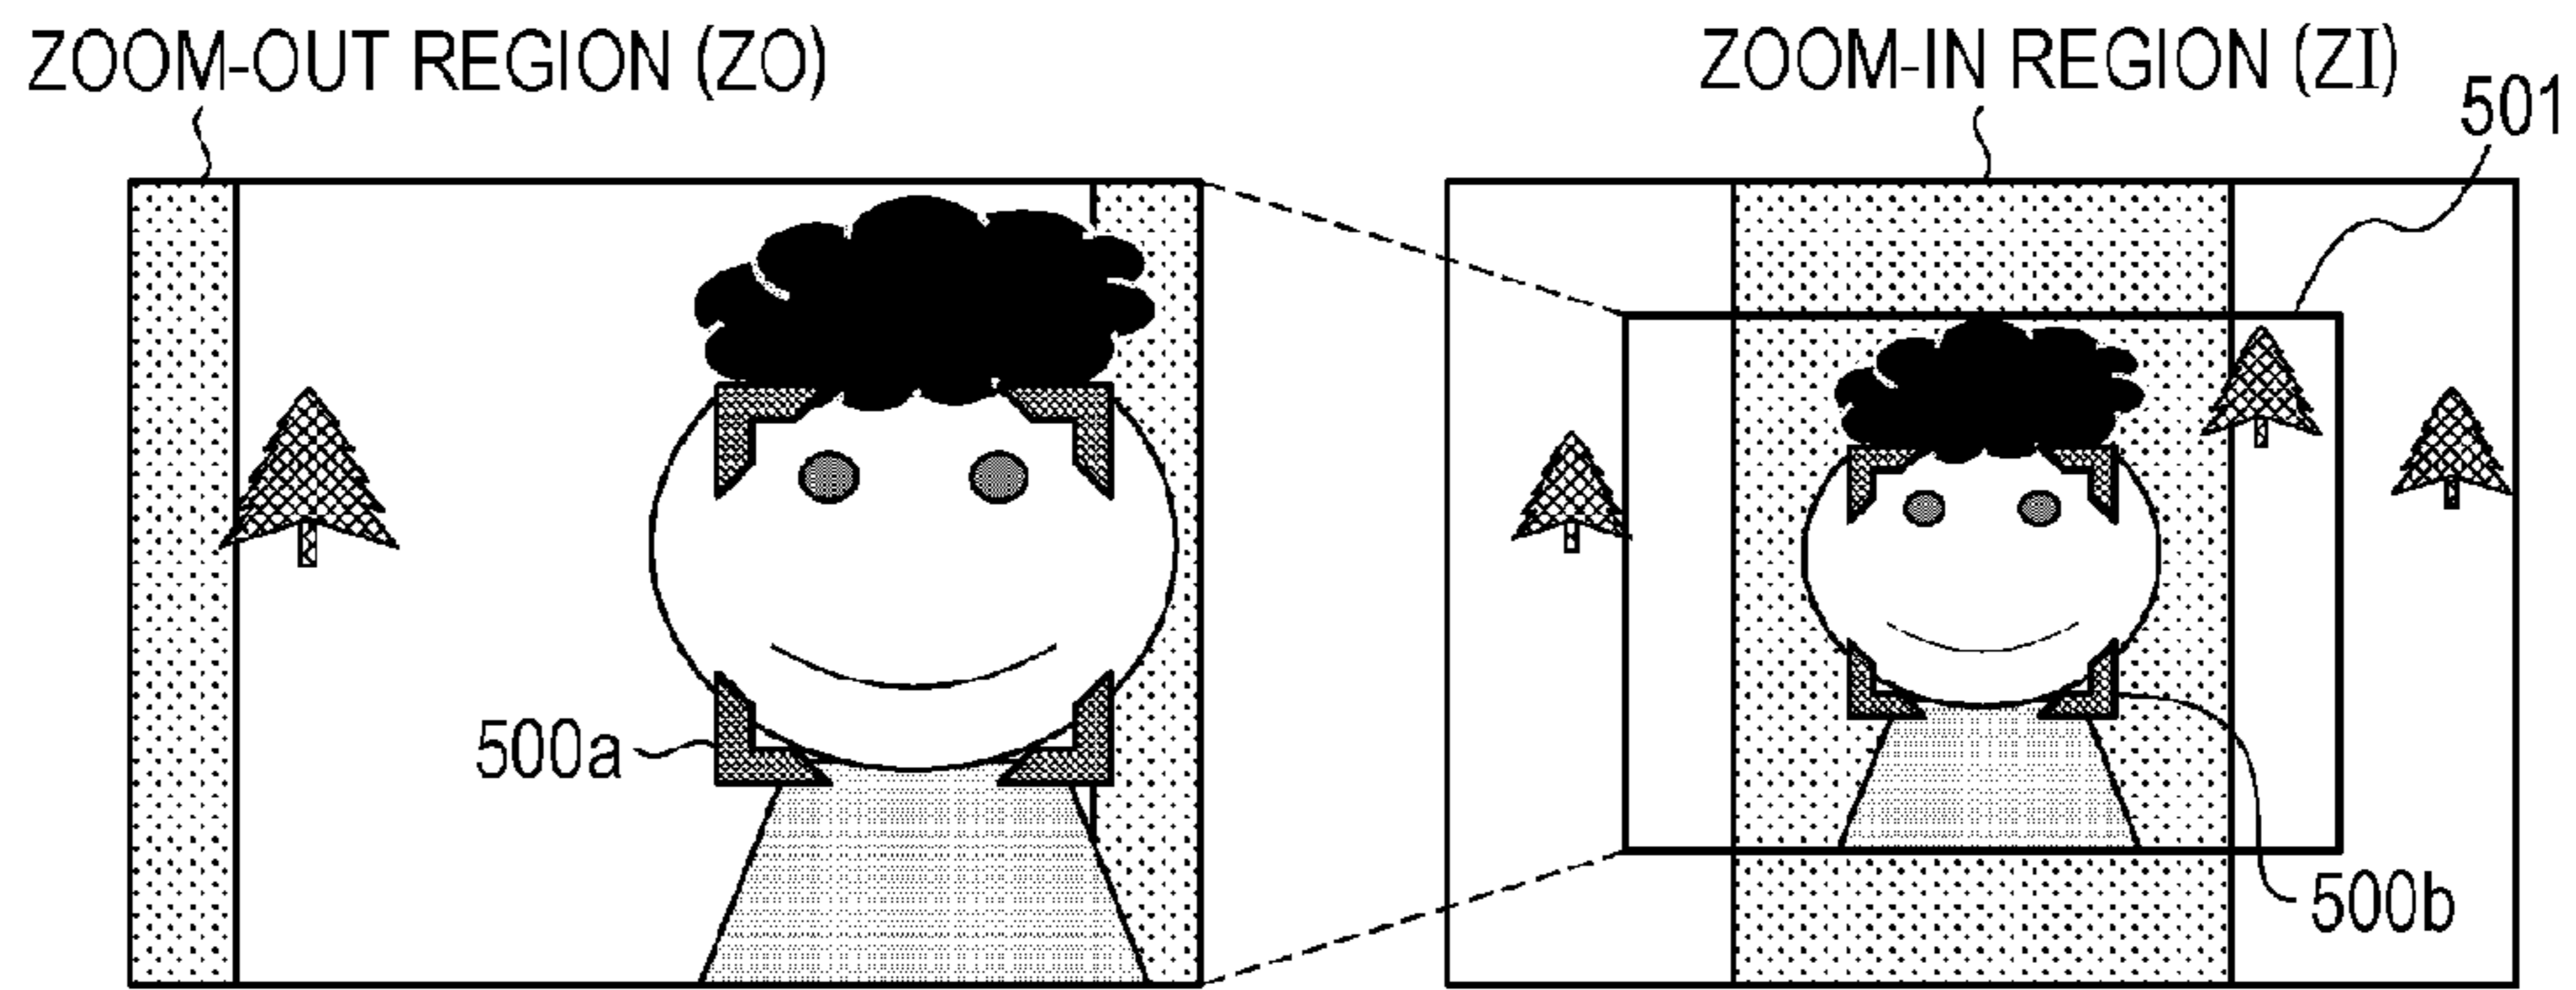 ZOOM-OUT REGION (ZO)
ZOOM-IN REGION (ZI)
501
500a
500b